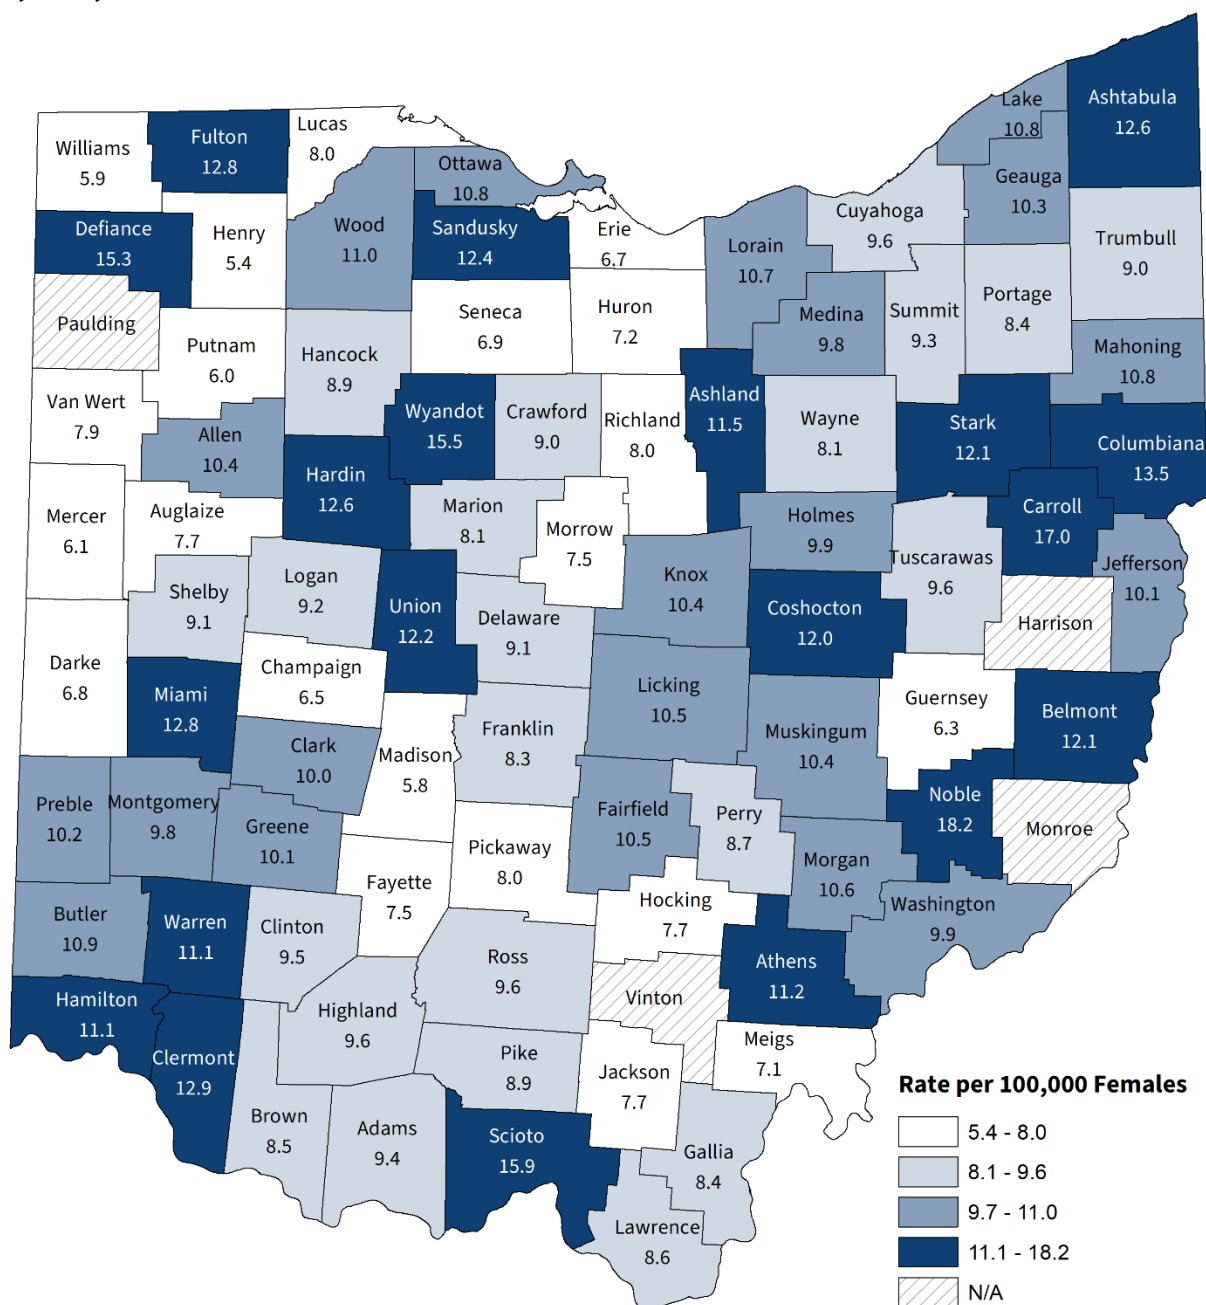 Lake
10.8
Ashtabula
12.6
Williams
5.9
Fulton
12.8
Lucas
8.0
Ottawa
10.8
Geauga
10.3
Defiance
15.3
Henry
5.4
Wood
11.0
Sandusky
12.4
Erie
6.7
Lorain
10.7
Cuyahoga
9.6
Trumbull
9.0
Paulding
Putnam
6.0
Hancock
8.9
Seneca
6.9
Huron
7.2
Medina
9.8
Summit
9.3
Portage
8.4
Mahoning
10.8
Van Wert
7.9
Allen
10.4
Wyandot
15.5
Crawford
9.0
Richland
8.0
Ashland
11.5
Wayne
8.1
Stark
12.1
Columbiana
13.5
Mercer
6.1
Auglaize
7.7
Hardin
12.6
Marion
8.1
Morrow
7.5
Holmes
9.9
Carroll
17.0
Tuscarawas
9.6
Jefferson
10.1
Shelby
9.1
Logan
9.2
Union
12.2
Delaware
9.1
Knox
10.4
Coshocton
12.0
Harrison
Darke
6.8
Miami
12.8
Champaign
6.5
Licking
10.5
Guernsey
6.3
Belmont
12.1
Clark
10.0
Madison
5.8
Franklin
8.3
Muskingum
10.4
Preble
10.2
Montgomery
9.8
Greene
10.1
Fairfield
10.5
Perry
8.7
Noble
18.2
Monroe
Pickaway
8.0
Morgan
10.6
Butler
10.9
Warren
11.1
Clinton
9.5
Fayette
7.5
Hocking
7.7
Washington
9.9
Ross
9.6
Athens
11.2
Hamilton
11.1
Highland
9.6
Vinton
Clermont
12.9
Pike
8.9
Jackson
7.7
Meigs
7.1
Brown
8.5
Adams
9.4
Scioto
15.9
Gallia
8.4
Lawrence
8.6
Rate per 100,000 Females
5.4 - 8.0
8.1 - 9.6
9.7 - 11.0
11.1 - 18.2
N/A